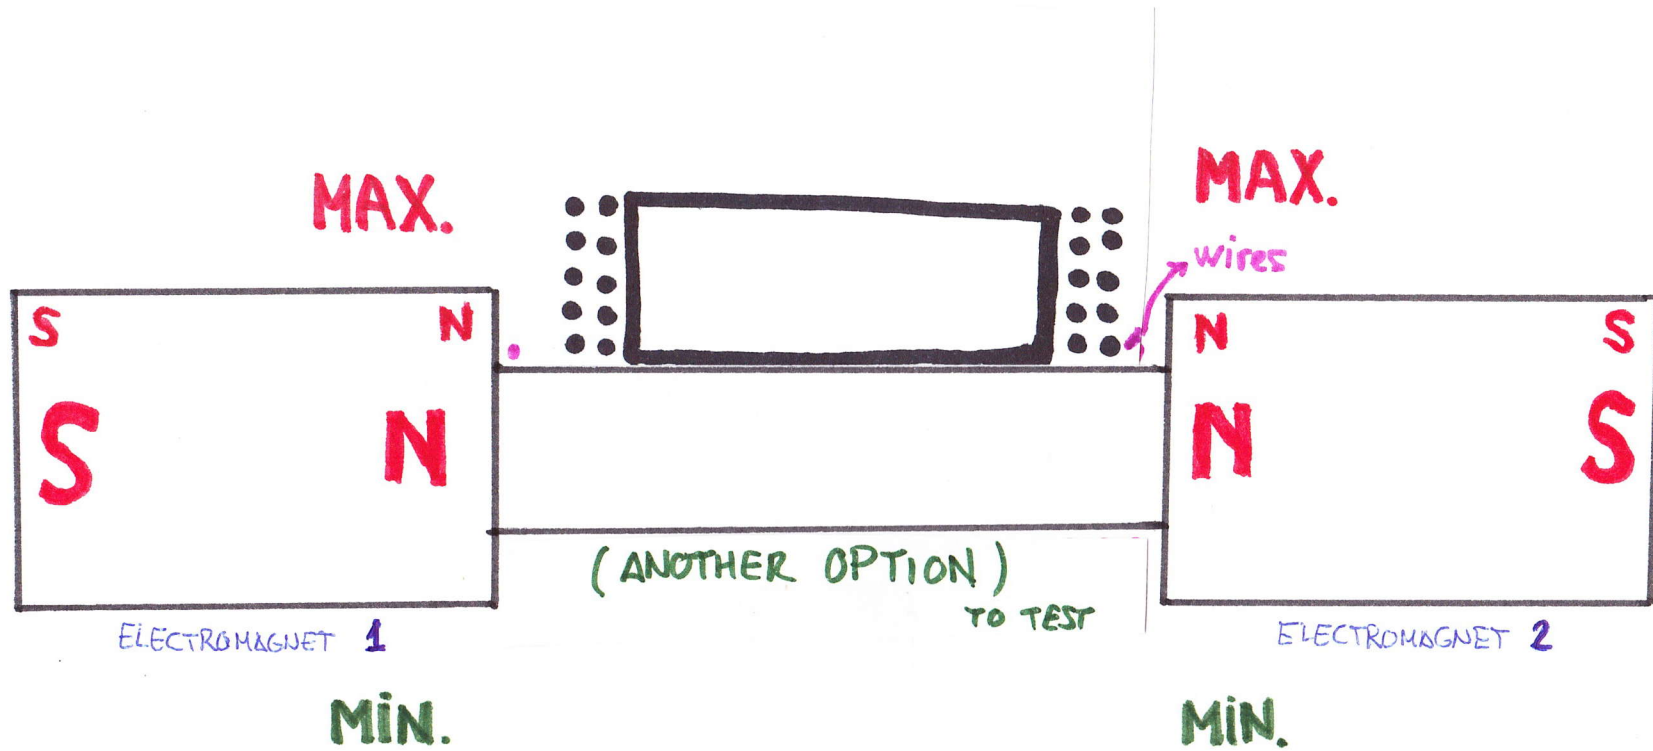 MAX.
MAX.
wires
S N
N S
S N
N S
(ANOTHER OPTION)
TO TEST
ELECTROMAGNET 1
ELECTROMAGNET 2
MiN.
MiN.